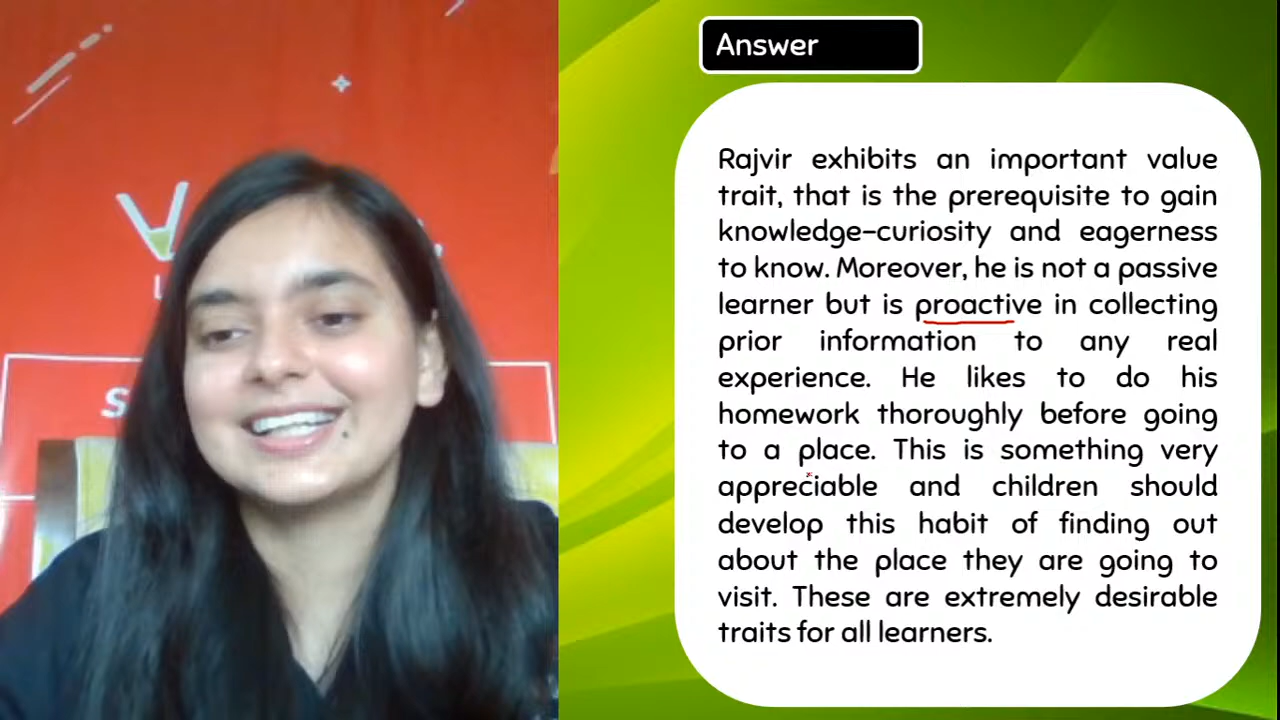 Answer
Rajvir exhibits an important value
trait, that is the prerequisite to gain
knowledge-curiosity and eagerness
to know. Moreover, he is not a passive
learner but is proactive in collecting
prior information to any real
experience. He likes to do his
homework thoroughly before going
to a place. This is something very
appreciable and children should
develop this habit of finding out
about the place they are going to
visit. These are extremely desirable
traits for all learners.